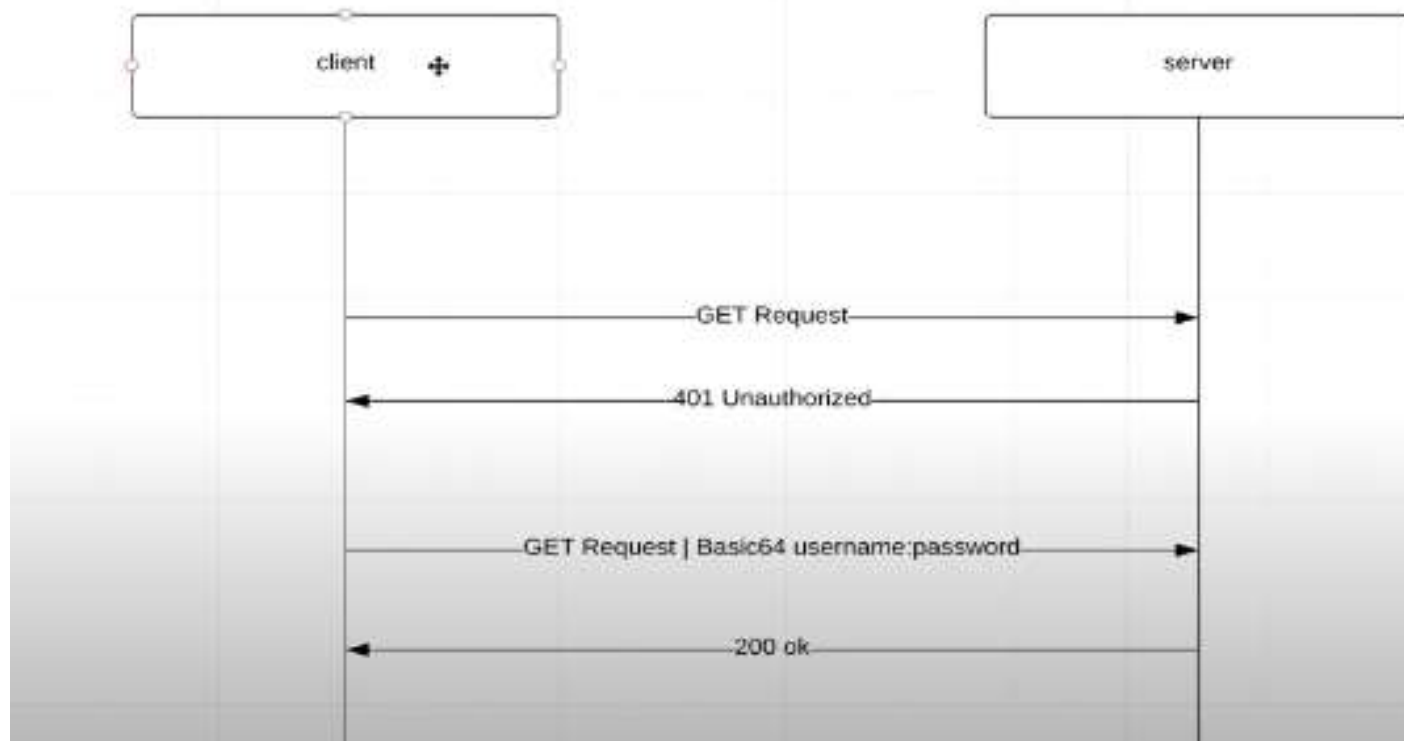 client
server
GET Request
401 Unauthorized
GET Request | Basic64 username:password
200 ok